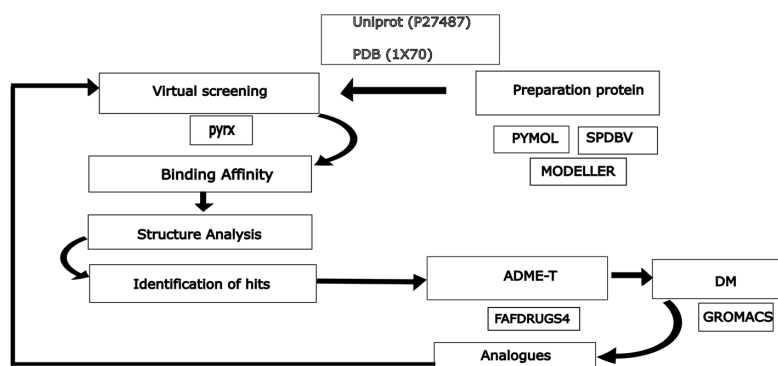 Uniprot (P27487)
PDB (1X70)
Virtual screening
Preparation protein
pyrx
PYMOL
SPDBV
MODELLER
Binding Affinity
Structure Analysis
Identification of hits
ADME-T
DM
FAFDRUGS4
GROMACS
Analogues